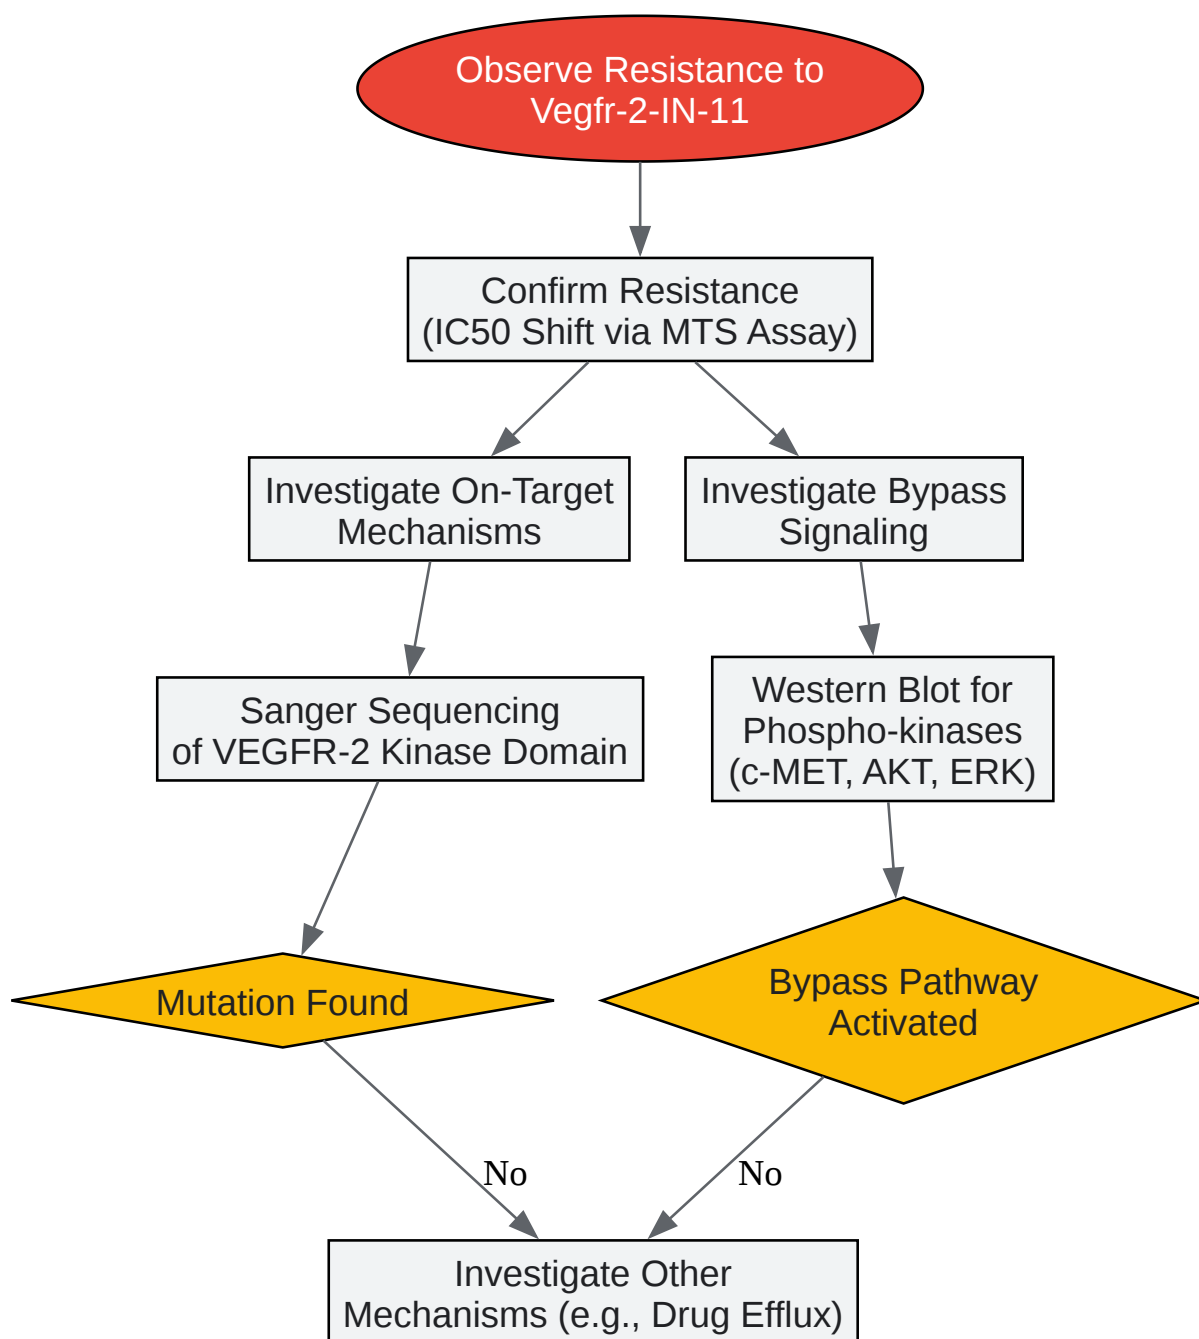 Observe Resistance to
Vegfr-2-IN-11
Confirm Resistance
(IC50 Shift via MTS Assay)
Investigate On-Target
Mechanisms
Investigate Bypass
Signaling
Sanger Sequencing
of VEGFR-2 Kinase Domain
Western Blot for
Phospho-kinases
(c-MET, AKT, ERK)
Mutation Found
Bypass Pathway
Activated
No
No
Investigate Other
Mechanisms (e.g., Drug Efflux)